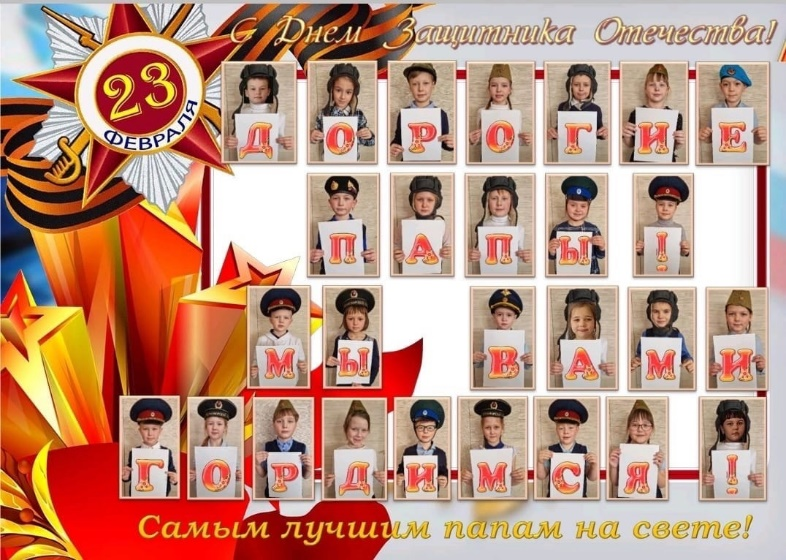 С Днем Защитника Отечества!
23
ФЕВРАЛЯ
ДОРОГИЕ
ПАПЫ!
МЫ ВАМИ
ГОРДИМСЯ!
Самым лучшим папам на свете!